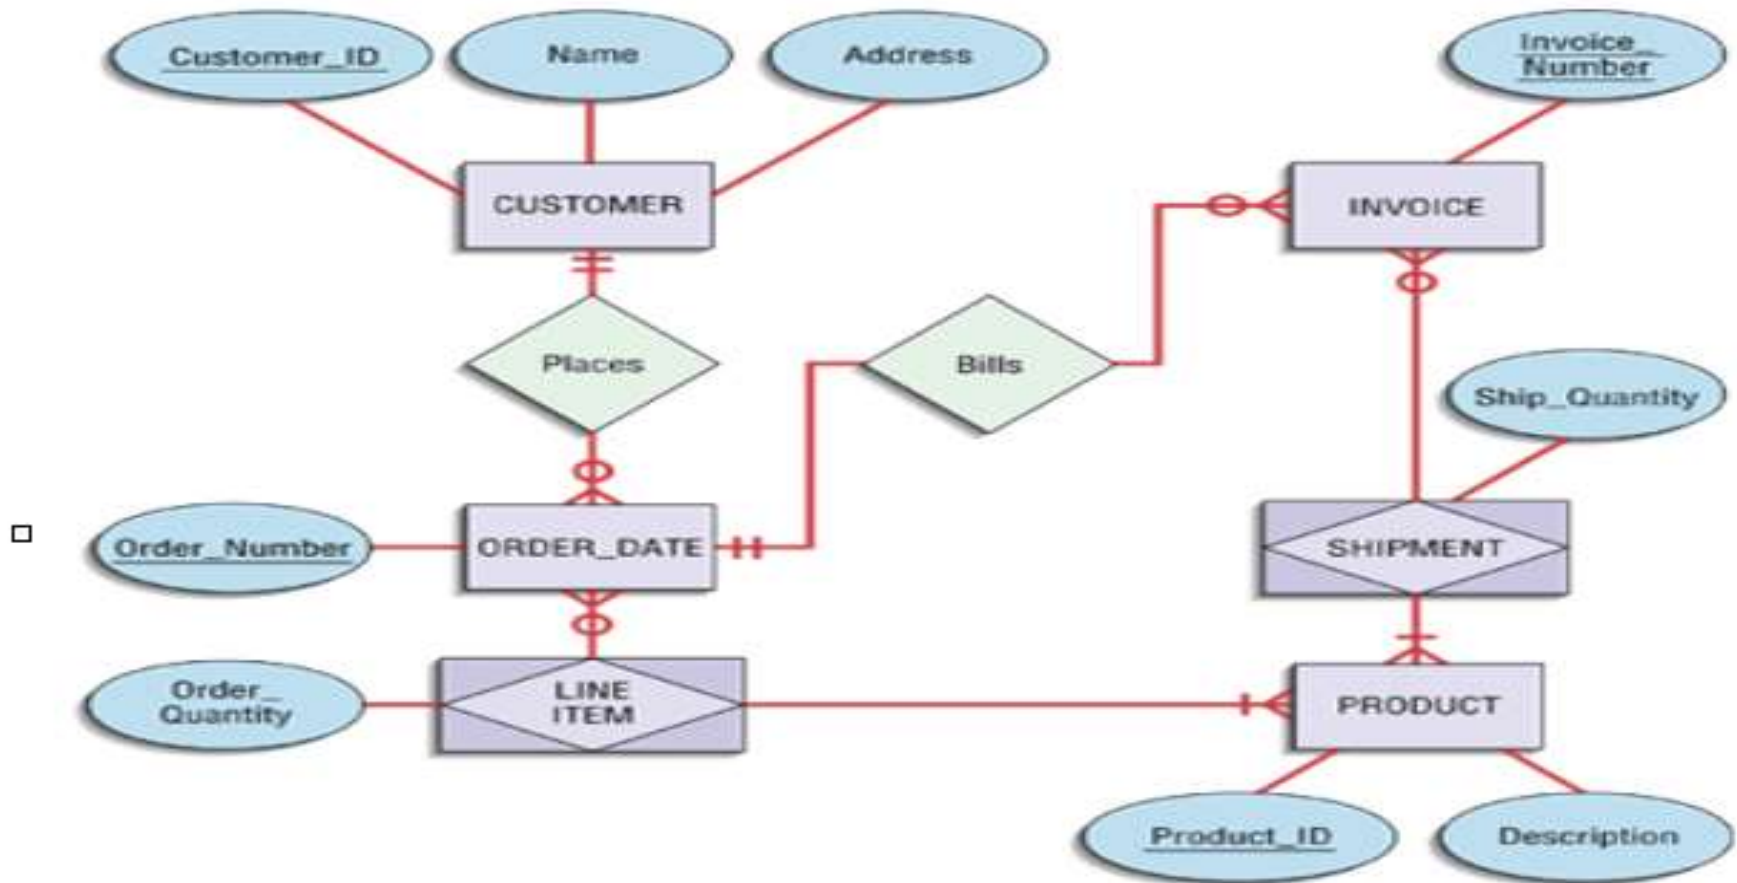 Customer_ID
Name
Address
Invoice_
Number
CUSTOMER
INVOICE
Places
Bills
Ship_Quantity
Order_Number
ORDER_DATE
SHIPMENT
Order_
Quantity
LINE
ITEM
PRODUCT
Product_ID
Description